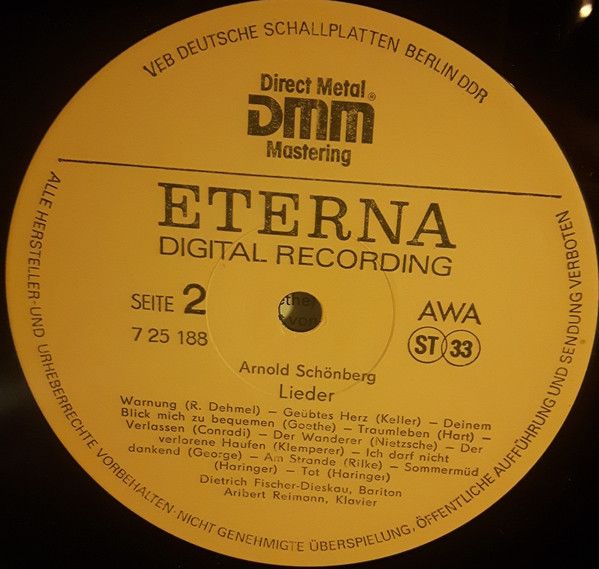 VEB DEUTSCHE SCHALLPLATTEN BERLIN DDR
Direct Metal
DMM®
Mastering
ETERNA
DIGITAL RECORDING
SEITE 2
7 25 188
AWA
ST 33
Arnold Schönberg
Lieder
Warnung (R. Dehmel) – Geübtes Herz (Keller) – Deinem
Blick mich zu bequemen (Goethe) – Traumleben (Hart) –
Verlassen (Conradi) – Der Wanderer (Nietzsche) – Der
verlorene Haufen (Klemperer) – Ich darf nicht
dankend (George) – Am Strande (Rilke) – Sommermüd
(Haringer) – Tot (Haringer)
Dietrich Fischer-Dieskau, Bariton
Aribert Reimann, Klavier
ALLE HERSTELLER- UND URHEBERRECHTE VORBEHALTEN · NICHT GENEHMIGTE ÜBERSPIELUNG, ÖFFENTLICHE AUFFÜHRUNG UND SENDUNG VERBOTEN